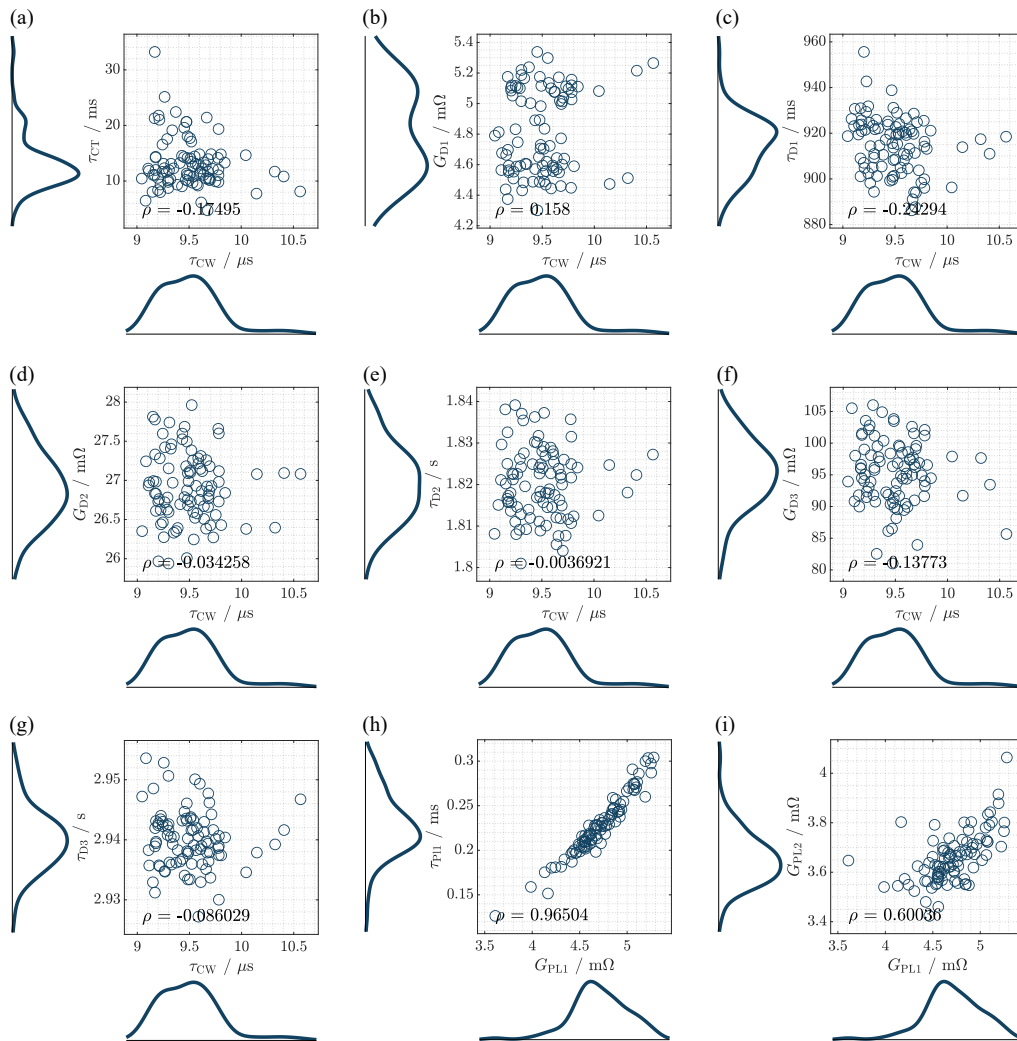 (a)
τCT / ms
30
20
10
ρ = -0.17495
9 9.5 10 10.5
τCW / μs
(b)
GD1 / mΩ
5.4
5.2
5
4.8
4.6
4.4
4.2
ρ = 0.158
9 9.5 10 10.5
τCW / μs
(c)
τD1 / ms
960
940
920
900
880
ρ = -0.24294
9 9.5 10 10.5
τCW / μs
(d)
GD2 / mΩ
28
27.5
27
26.5
26
ρ = -0.034258
9 9.5 10 10.5
τCW / μs
(e)
τD2 / s
1.84
1.83
1.82
1.81
1.8
ρ = -0.0036921
9 9.5 10 10.5
τCW / μs
(f)
GD3 / mΩ
105
100
95
90
85
80
ρ = -0.13773
9 9.5 10 10.5
τCW / μs
(g)
τD3 / s
2.95
2.94
2.93
ρ = -0.086029
9 9.5 10 10.5
τCW / μs
(h)
τPl1 / ms
0.3
0.25
0.2
0.15
ρ = 0.96504
3.5 4 4.5 5
GPL1 / mΩ
(i)
GPL2 / mΩ
4
3.8
3.6
3.4
ρ = 0.60036
3.5 4 4.5 5
GPL1 / mΩ